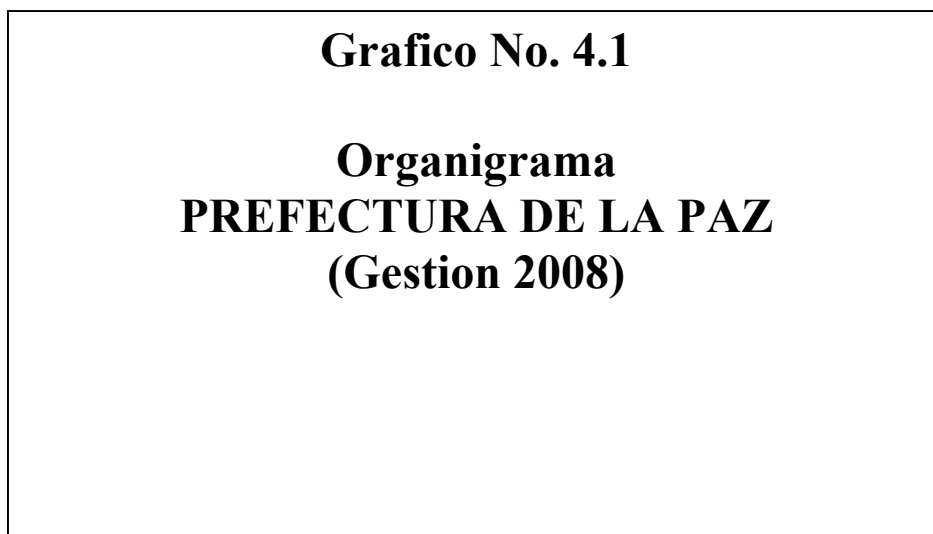 Grafico No. 4.1
Organigrama
PREFECTURA DE LA PAZ
(Gestion 2008)